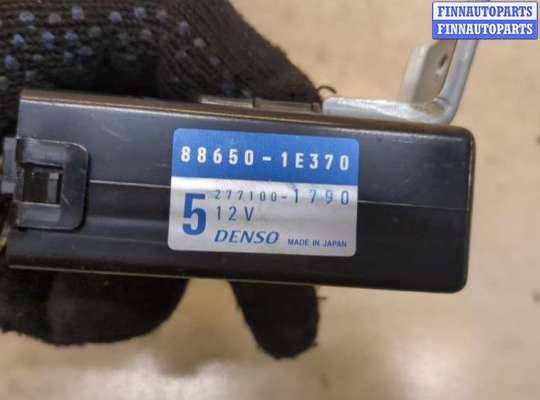 FINNAUTOPARTS
FINNAUTOPARTS
88650-1E370
277100-1790
5 12V
DENSO MADE IN JAPAN